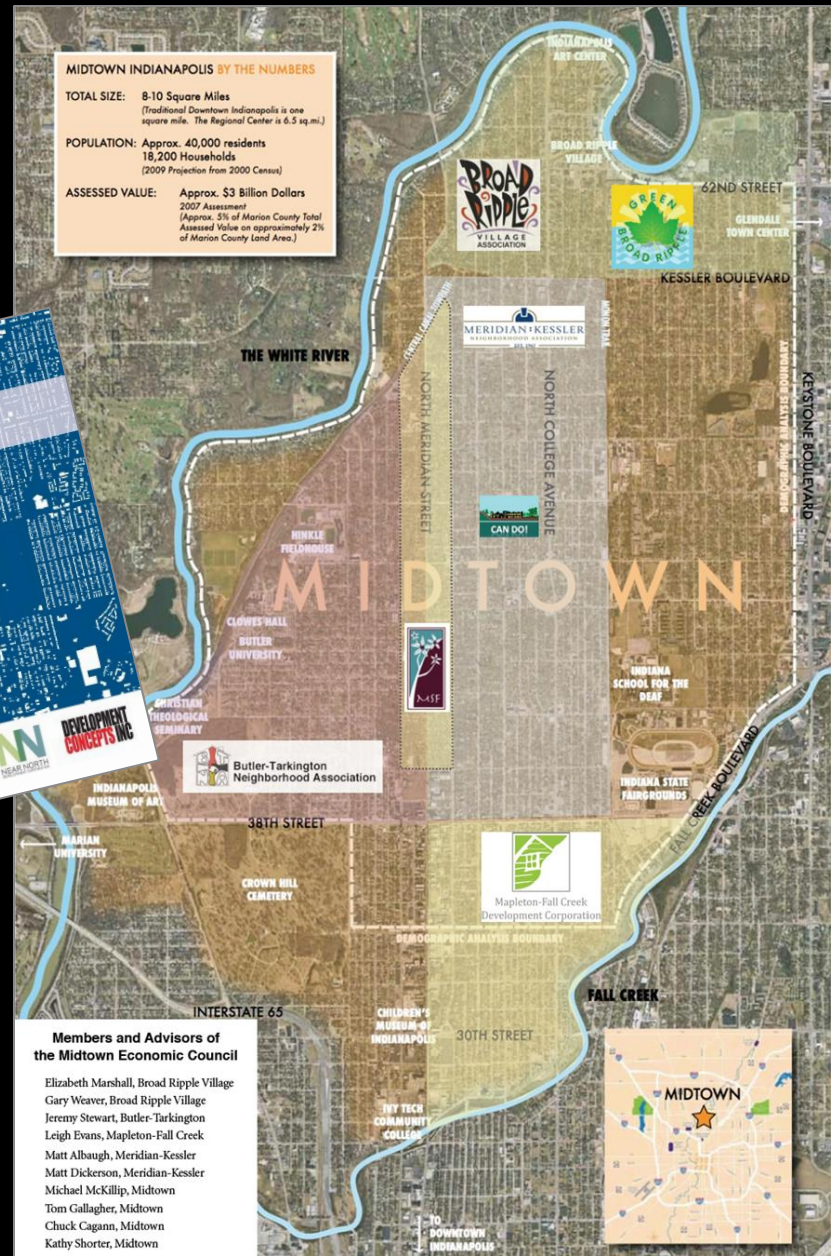 MIDTOWN INDIANAPOLIS BY THE NUMBERS
TOTAL SIZE: 8-10 Square Miles
(Traditional Downtown Indianapolis is one
square mile. The Regional Center is 6.5 sq.mi.)
POPULATION: Approx. 40,000 residents
18,200 Households
(2009 Projection from 2000 Census)
ASSESSED VALUE: Approx. $3 Billion Dollars
2007 Assessment
(Approx. 5% of Marion County Total
Assessed Value on approximately 2%
of Marion County Land Area.)
INDIANAPOLIS
ART CENTER
BROAD RIPPLE
VILLAGE
BROAD
RIPPLE
VILLAGE
ASSOCIATION
GREEN
BROAD RIPPLE
62ND STREET
GLENDALE
TOWN CENTER
KESSLER BOULEVARD
MERIDIAN-KESSLER
NEIGHBORHOOD ASSOCIATION
MONON TRAIL
THE WHITE RIVER
NORTH MERIDIAN STREET
NORTH COLLEGE AVENUE
DEMOGRAPHIC ANALYSIS BOUNDARY
KEYSTONE BOULEVARD
CAN DO!
HINKLE
FIELDHOUSE
MIDTOWN
CLOWES HALL
BUTLER
UNIVERSITY
MSF
INDIANA
SCHOOL FOR THE
DEAF
CHRISTIAN
THEOLOGICAL
SEMINARY
NEAR NORTH
DEVELOPMENT
CONCEPTS INC
Butler-Tarkington
Neighborhood Association
INDIANAPOLIS
MUSEUM OF ART
INDIANA STATE
FAIRGROUNDS
FALL CREEK BOULEVARD
38TH STREET
MARIAN
UNIVERSITY
CROWN HILL
CEMETERY
Mapleton-Fall Creek
Development Corporation
DEMOGRAPHIC ANALYSIS BOUNDARY
FALL CREEK
INTERSTATE 65
CHILDREN'S
MUSEUM OF
INDIANAPOLIS
30TH STREET
IVY TECH
COMMUNITY
COLLEGE
MIDTOWN
TO
DOWNTOWN
INDIANAPOLIS
Members and Advisors of
the Midtown Economic Council
Elizabeth Marshall, Broad Ripple Village
Gary Weaver, Broad Ripple Village
Jeremy Stewart, Butler-Tarkington
Leigh Evans, Mapleton-Fall Creek
Matt Albaugh, Meridian-Kessler
Matt Dickerson, Meridian-Kessler
Michael McKillip, Midtown
Tom Gallagher, Midtown
Chuck Cagann, Midtown
Kathy Shorter, Midtown